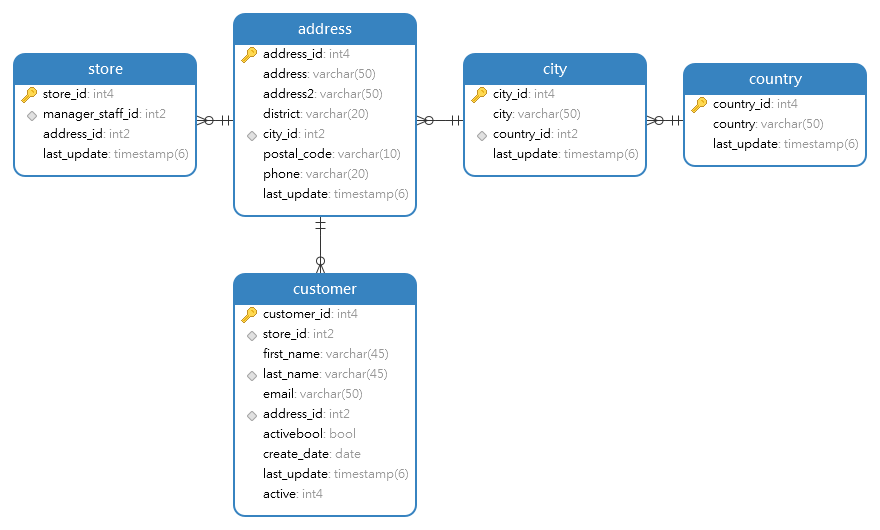 store
store_id: int4
manager_staff_id: int2
address_id: int2
last_update: timestamp(6)
address
address_id: int4
address: varchar(50)
address2: varchar(50)
district: varchar(20)
city_id: int2
postal_code: varchar(10)
phone: varchar(20)
last_update: timestamp(6)
city
city_id: int4
city: varchar(50)
country_id: int2
last_update: timestamp(6)
country
country_id: int4
country: varchar(50)
last_update: timestamp(6)
customer
customer_id: int4
store_id: int2
first_name: varchar(45)
last_name: varchar(45)
email: varchar(50)
address_id: int2
activebool: bool
create_date: date
last_update: timestamp(6)
active: int4